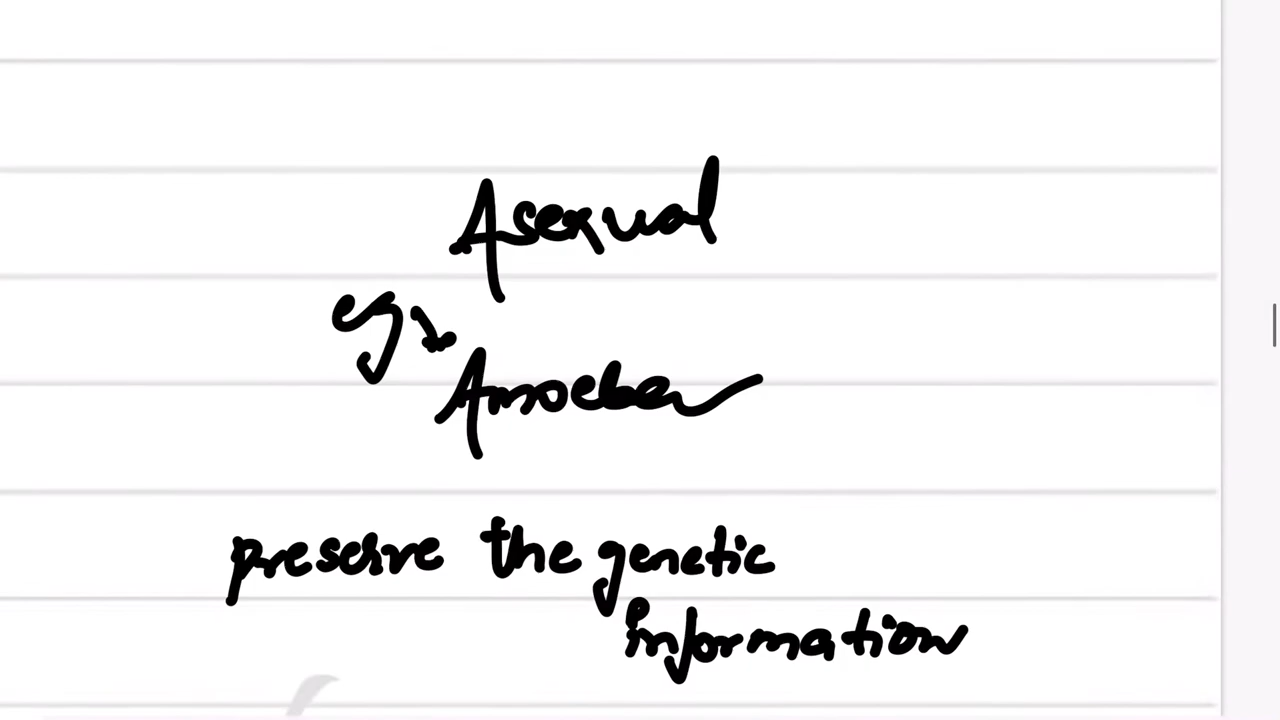 Asexual
eg→
Amoeba
preserve the genetic
information